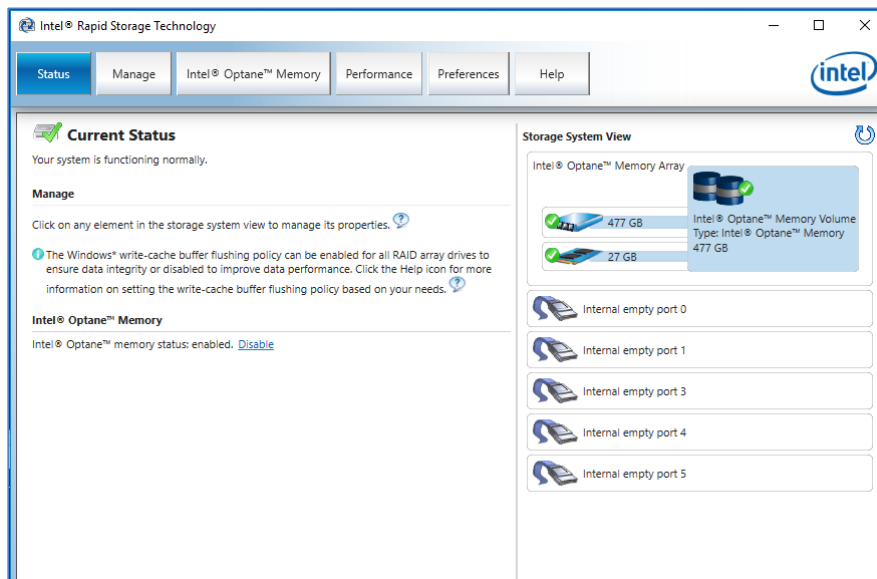 Intel® Rapid Storage Technology
Status
Manage
Intel® Optane™ Memory
Performance
Preferences
Help
intel
Current Status
Your system is functioning normally.
Manage
Click on any element in the storage system view to manage its properties.
The Windows* write-cache buffer flushing policy can be enabled for all RAID array drives to
ensure data integrity or disabled to improve data performance. Click the Help icon for more
information on setting the write-cache buffer flushing policy based on your needs.
Intel® Optane™ Memory
Intel® Optane™ memory status: enabled. Disable
Storage System View
Intel® Optane™ Memory Array
477 GB
27 GB
Intel® Optane™ Memory Volume
Type: Intel® Optane™ Memory
477 GB
Internal empty port 0
Internal empty port 1
Internal empty port 3
Internal empty port 4
Internal empty port 5